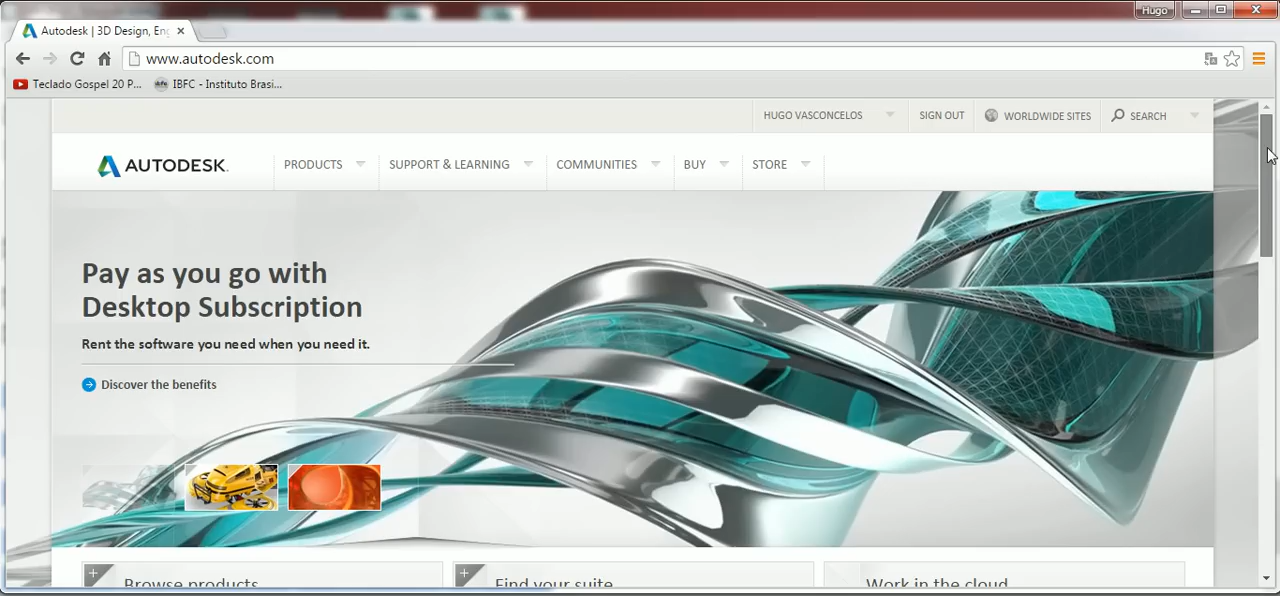 Hugo
Autodesk | 3D Design, Eng
www.autodesk.com
Teclado Gospel 20 P... IBFC - Instituto Brasi...
HUGO VASCONCELOS SIGN OUT WORLDWIDE SITES SEARCH
AUTODESK. PRODUCTS SUPPORT & LEARNING COMMUNITIES BUY STORE
Pay as you go with
Desktop Subscription
Rent the software you need when you need it.
Discover the benefits
Browse products Find your suite Work in the cloud